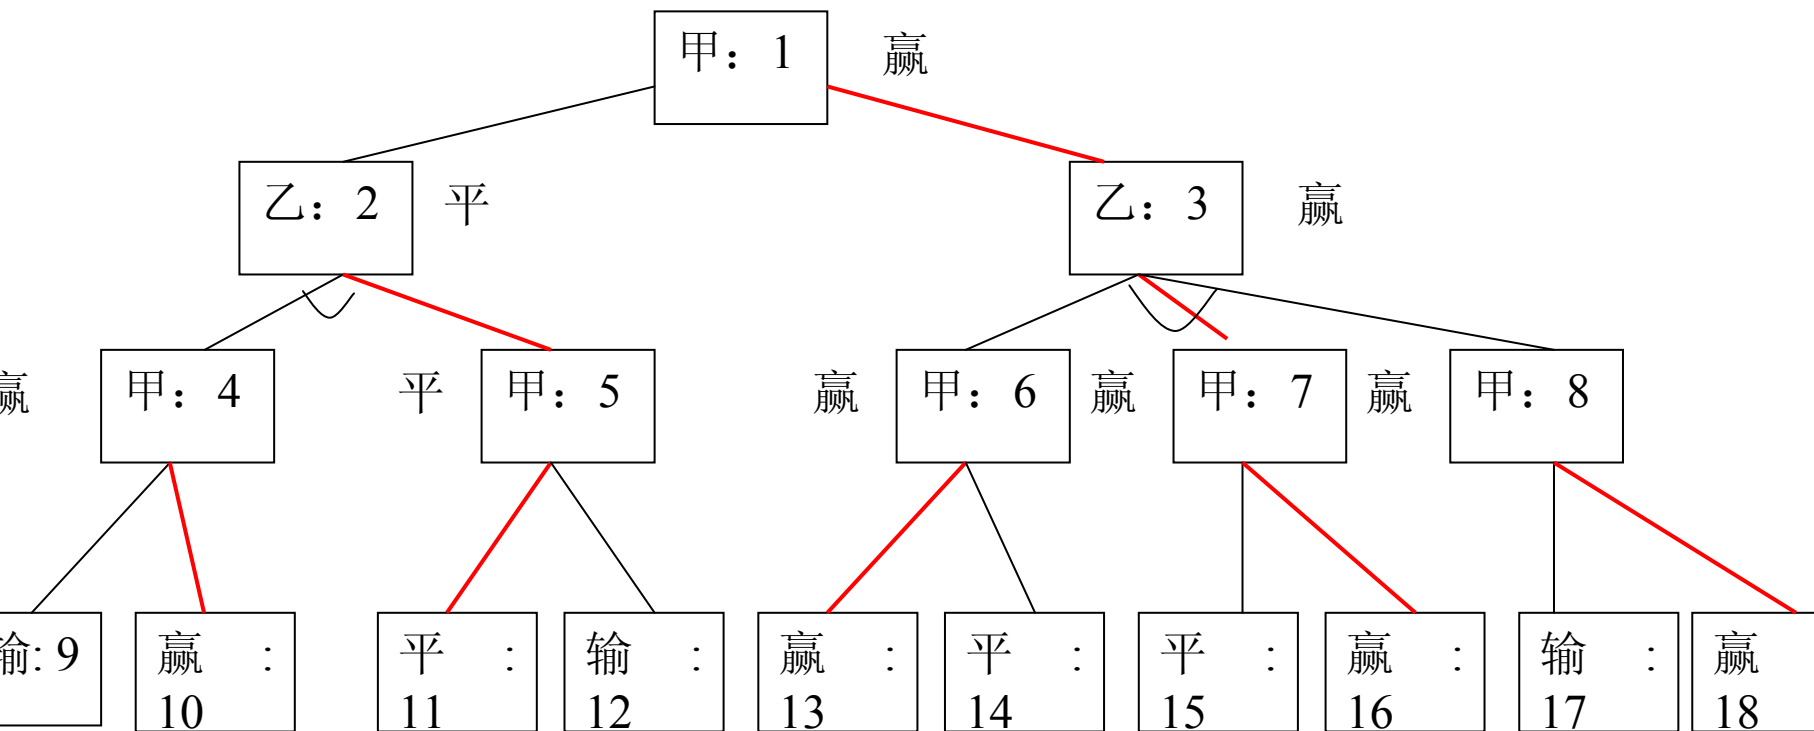 甲：1 赢
乙：2 平 乙：3 赢
赢 甲：4 平 甲：5 赢 甲：6 赢 甲：7 赢 甲：8
输: 9 赢 : 平 : 输 : 赢 : 平 : 平 : 赢 : 输 : 赢
10 11 12 13 14 15 16 17 18